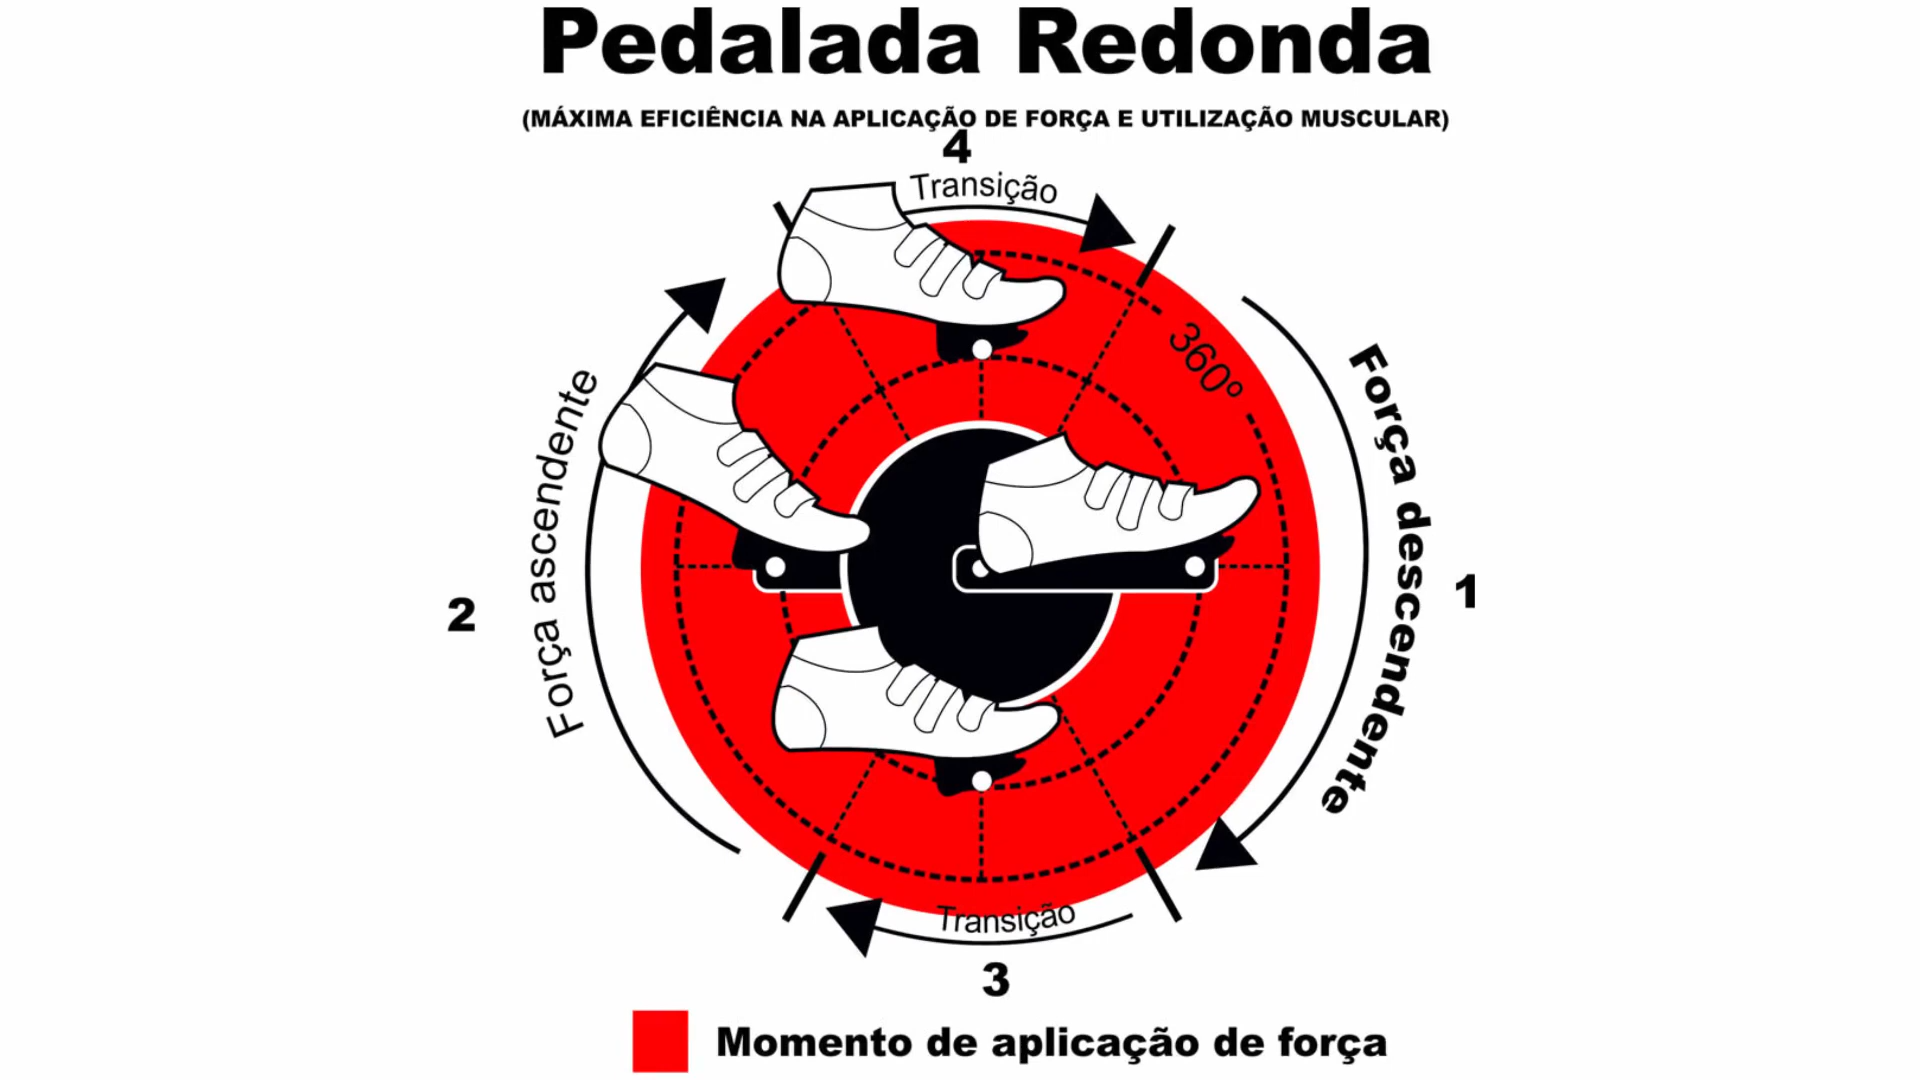 Pedalada Redonda
(MÁXIMA EFICIÊNCIA NA APLICAÇÃO DE FORÇA E UTILIZAÇÃO MUSCULAR)
4
Transição
360º
Força descendente
1
Força ascendente
2
Transição
3
Momento de aplicação de força